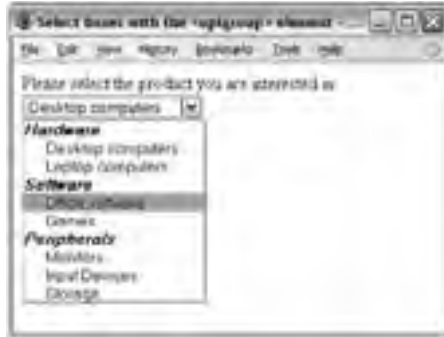 Select boxes with the <optgroup> element -
File Edit View History Bookmarks Tools Help
Please select the product you are interested in
Desktop computers
Hardware
Desktop computers
Laptop computers
Software
Office software
Games
Peripherals
Monitors
Input Devices
Storage